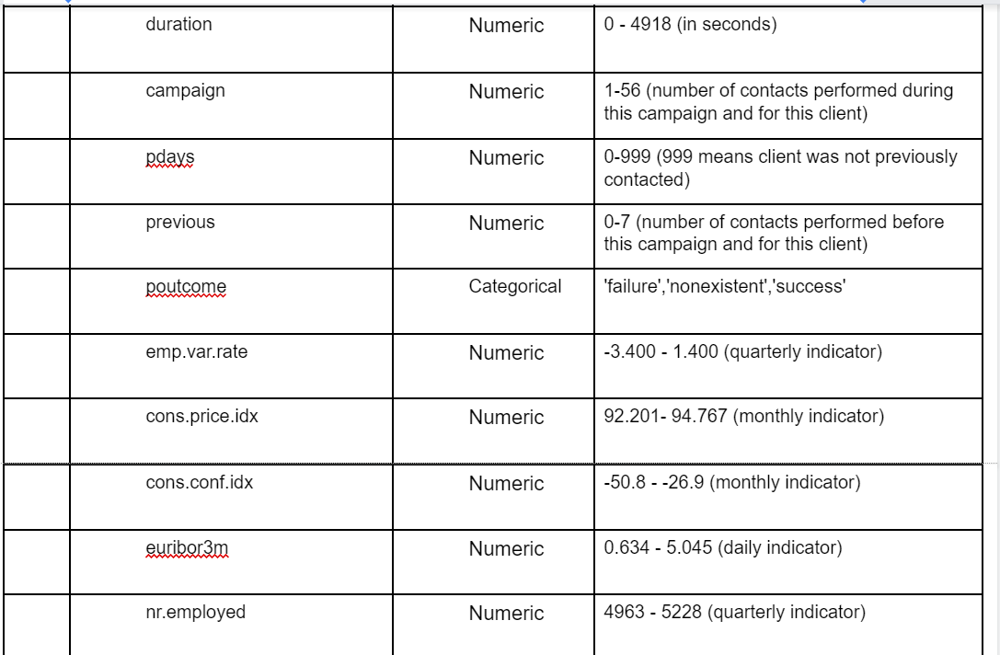 duration Numeric 0 - 4918 (in seconds)
campaign Numeric 1-56 (number of contacts performed during
this campaign and for this client)
pdays Numeric 0-999 (999 means client was not previously
contacted)
previous Numeric 0-7 (number of contacts performed before
this campaign and for this client)
poutcome Categorical 'failure','nonexistent','success'
emp.var.rate Numeric -3.400 - 1.400 (quarterly indicator)
cons.price.idx Numeric 92.201- 94.767 (monthly indicator)
cons.conf.idx Numeric -50.8 - -26.9 (monthly indicator)
euribor3m Numeric 0.634 - 5.045 (daily indicator)
nr.employed Numeric 4963 - 5228 (quarterly indicator)